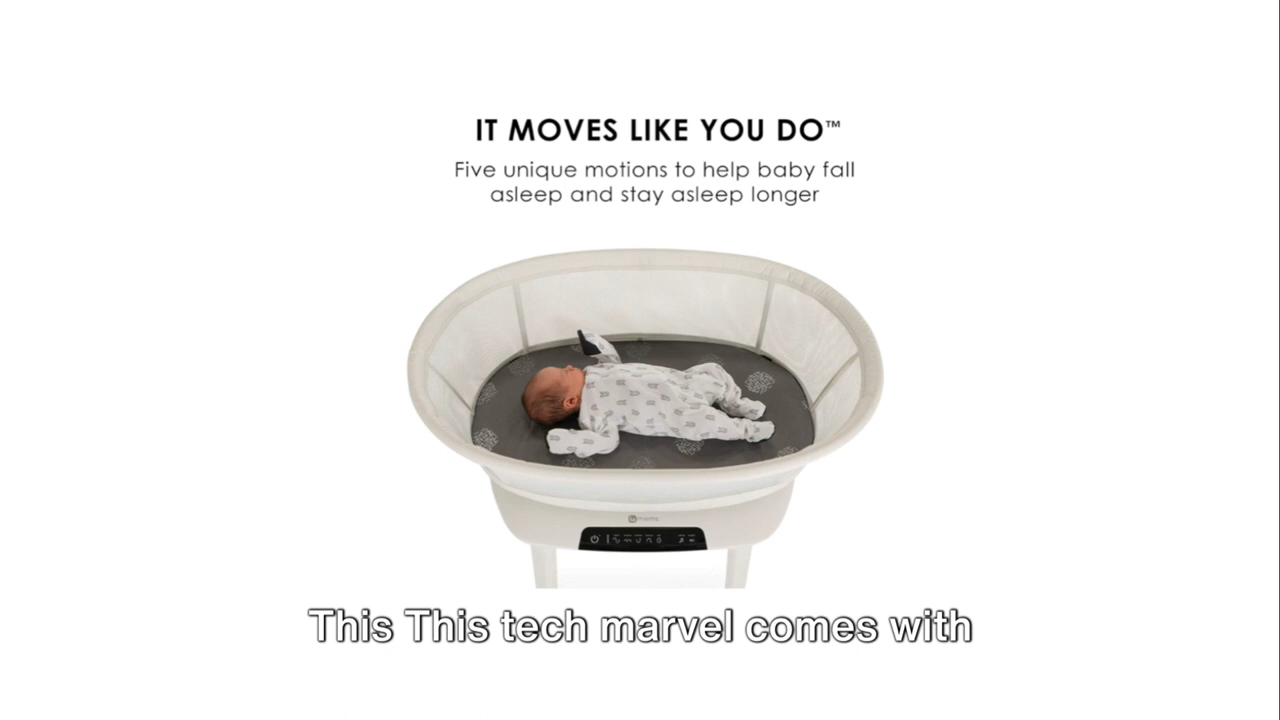 IT MOVES LIKE YOU DO™
Five unique motions to help baby fall
asleep and stay asleep longer
This This tech marvel comes with